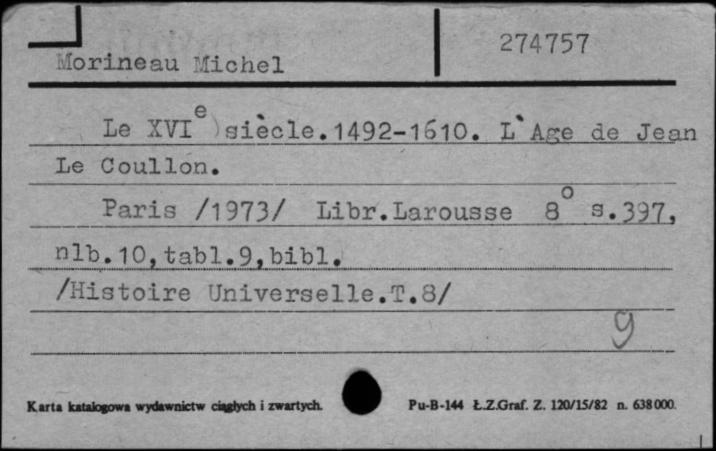 274757
Morineau Michel
Le XVIe siècle.1492-1610. L`Age de Jean
Le Coullon.
Paris /1973/ Libr.Larousse 8o s.397,
nlb.10,tabl.9,bibl.
/Histoire Universelle.T.8/
9
Karta katalogowa wydawnictw ciągłych i zwartych. Pu-B-144 Ł.Z.Graf. Z. 120/15/82 n. 638000.